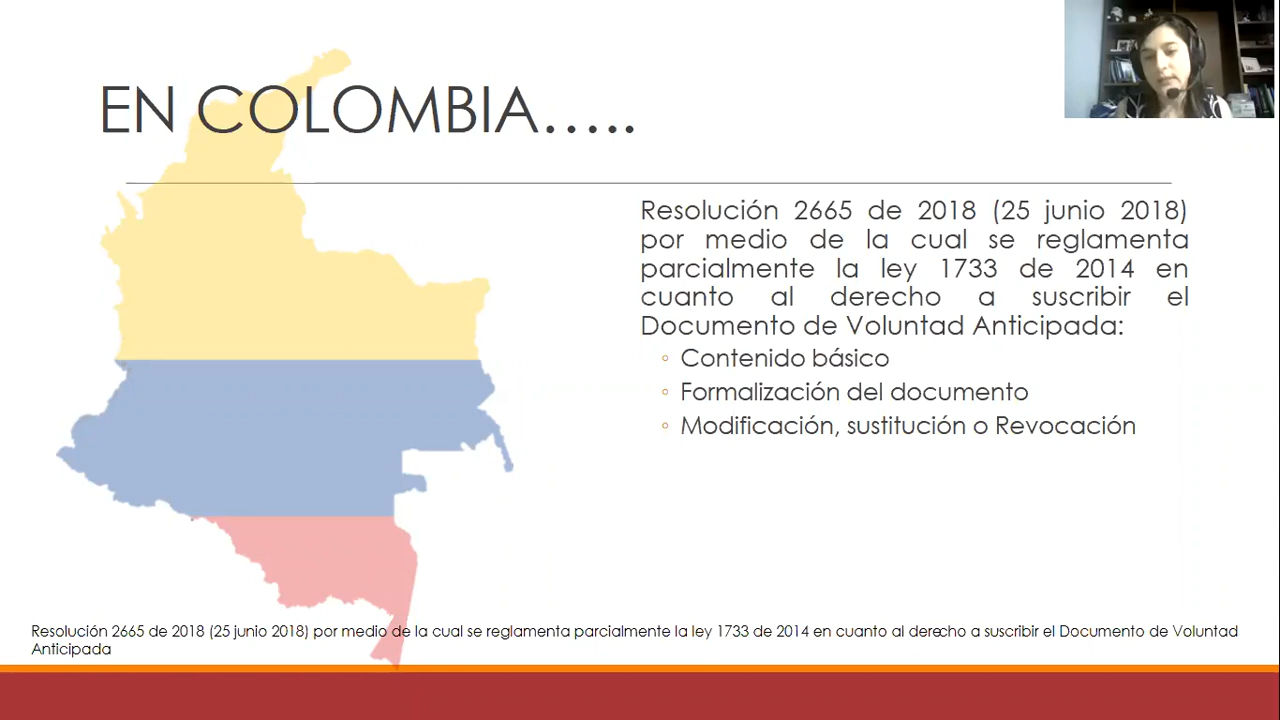 EN COLOMBIA.....
Resolución 2665 de 2018 (25 junio 2018)
por medio de la cual se reglamenta
parcialmente la ley 1733 de 2014 en
cuanto al derecho a suscribir el
Documento de Voluntad Anticipada:
◦ Contenido básico
◦ Formalización del documento
◦ Modificación, sustitución o Revocación
Resolución 2665 de 2018 (25 junio 2018) por medio de la cual se reglamenta parcialmente la ley 1733 de 2014 en cuanto al derecho a suscribir el Documento de Voluntad
Anticipada